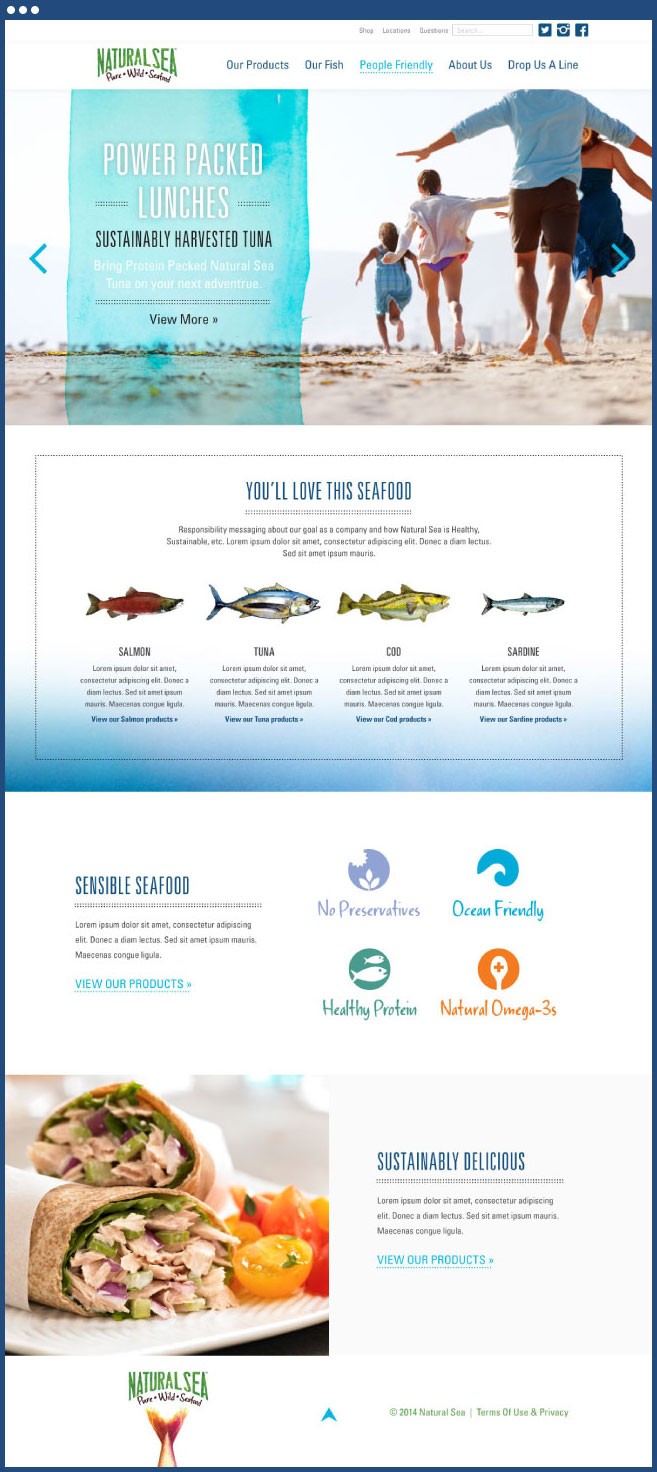 Shop Locations Questions Search...
NATURAL SEA
Pure • Wild • Seafood
Our Products Our Fish People Friendly About Us Drop Us A Line
POWER PACKED
LUNCHES
SUSTAINABLY HARVESTED TUNA
Bring Protein Packed Natural Sea
Tuna on your next adventrue.
View More »
YOU'LL LOVE THIS SEAFOOD
Responsibility messaging about our goal as a company and how Natural Sea is Healthy,
Sustainable, etc. Lorem ipsum dolor sit amet, consectetur adipiscing elit. Donec a diam lectus.
Sed sit amet ipsum mauris.
SALMON
Lorem ipsum dolor sit amet,
consectetur adipiscing elit. Donec a
diam lectus. Sed sit amet ipsum
mauris. Maecenas congue ligula.
View our Salmon products »
TUNA
Lorem ipsum dolor sit amet,
consectetur adipiscing elit. Donec a
diam lectus. Sed sit amet ipsum
mauris. Maecenas congue ligula.
View our Tuna products »
COD
Lorem ipsum dolor sit amet,
consectetur adipiscing elit. Donec a
diam lectus. Sed sit amet ipsum
mauris. Maecenas congue ligula.
View our Cod products »
SARDINE
Lorem ipsum dolor sit amet,
consectetur adipiscing elit. Donec a
diam lectus. Sed sit amet ipsum
mauris. Maecenas congue ligula.
View our Sardine products »
SENSIBLE SEAFOOD
Lorem ipsum dolor sit amet, consectetur adipiscing
elit. Donec a diam lectus. Sed sit amet ipsum mauris.
Maecenas congue ligula.
VIEW OUR PRODUCTS »
No Preservatives
Ocean Friendly
Healthy Protein
Natural Omega-3s
SUSTAINABLY DELICIOUS
Lorem ipsum dolor sit amet, consectetur adipiscing
elit. Donec a diam lectus. Sed sit amet ipsum mauris.
Maecenas congue ligula.
VIEW OUR PRODUCTS »
NATURAL SEA
Pure • Wild • Seafood
© 2014 Natural Sea | Terms Of Use & Privacy